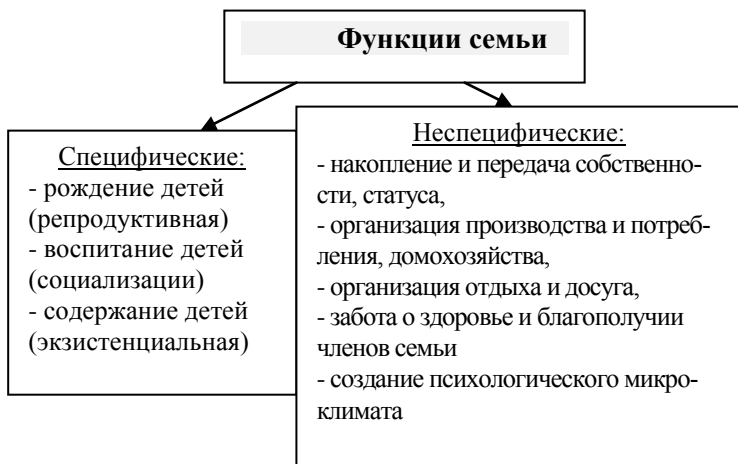 Функции семьи
Специфические:
- рождение детей
(репродуктивная)
- воспитание детей
(социализации)
- содержание детей
(экзистенциальная)
Неспецифические:
- накопление и передача собственно-
сти, статуса,
- организация производства и потреб-
ления, домохозяйства,
- организация отдыха и досуга,
- забота о здоровье и благополучии
членов семьи
- создание психологического микро-
климата